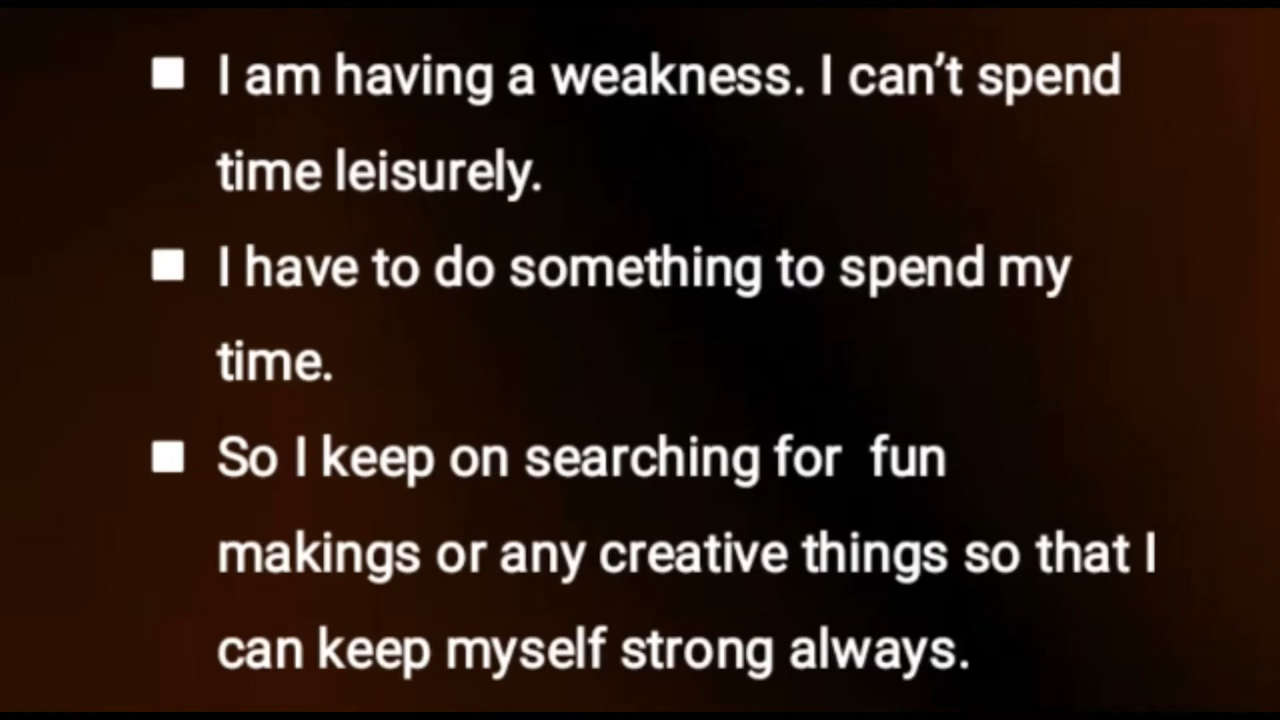 ■ I am having a weakness. I can’t spend
time leisurely.
■ I have to do something to spend my
time.
■ So I keep on searching for  fun
makings or any creative things so that I
can keep myself strong always.